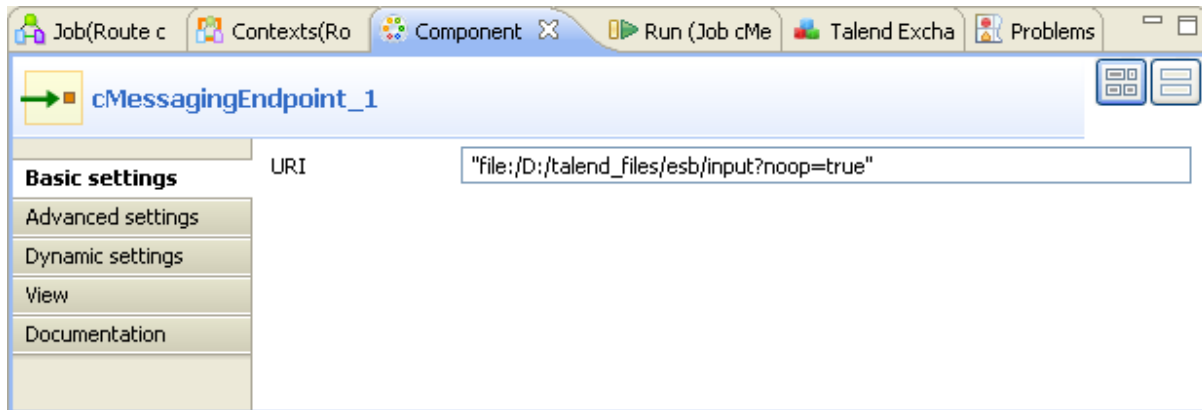 Job(Route c Contexts(Ro Component Run (Job cMe Talend Excha Problems
cMessagingEndpoint_1
Basic settings
URI "file:/D:/talend_files/esb/input?noop=true"
Advanced settings
Dynamic settings
View
Documentation